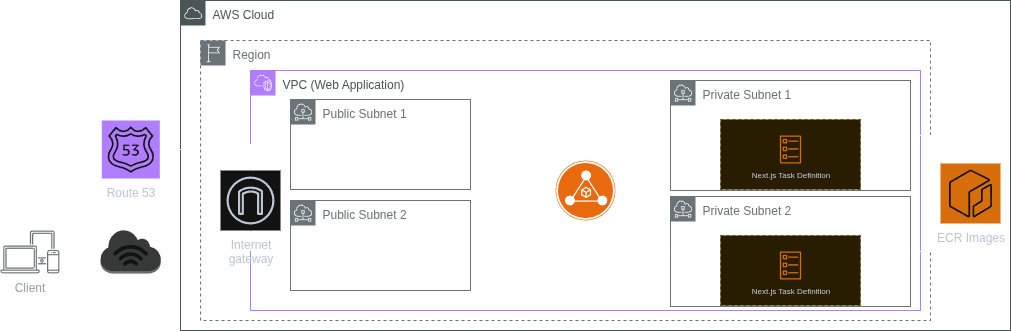 AWS Cloud
Region
VPC (Web Application)
Public Subnet 1
Private Subnet 1
53
Route 53
Next.js Task Definition
Public Subnet 2
Private Subnet 2
Internet
gateway
ECR Images
Client
Next.js Task Definition